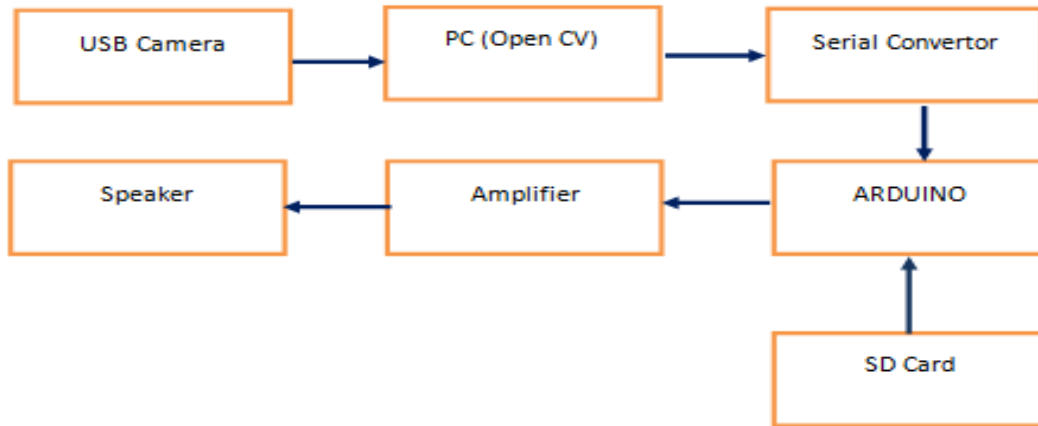 USB Camera
PC (Open CV)
Serial Convertor
Speaker
Amplifier
ARDUINO
SD Card